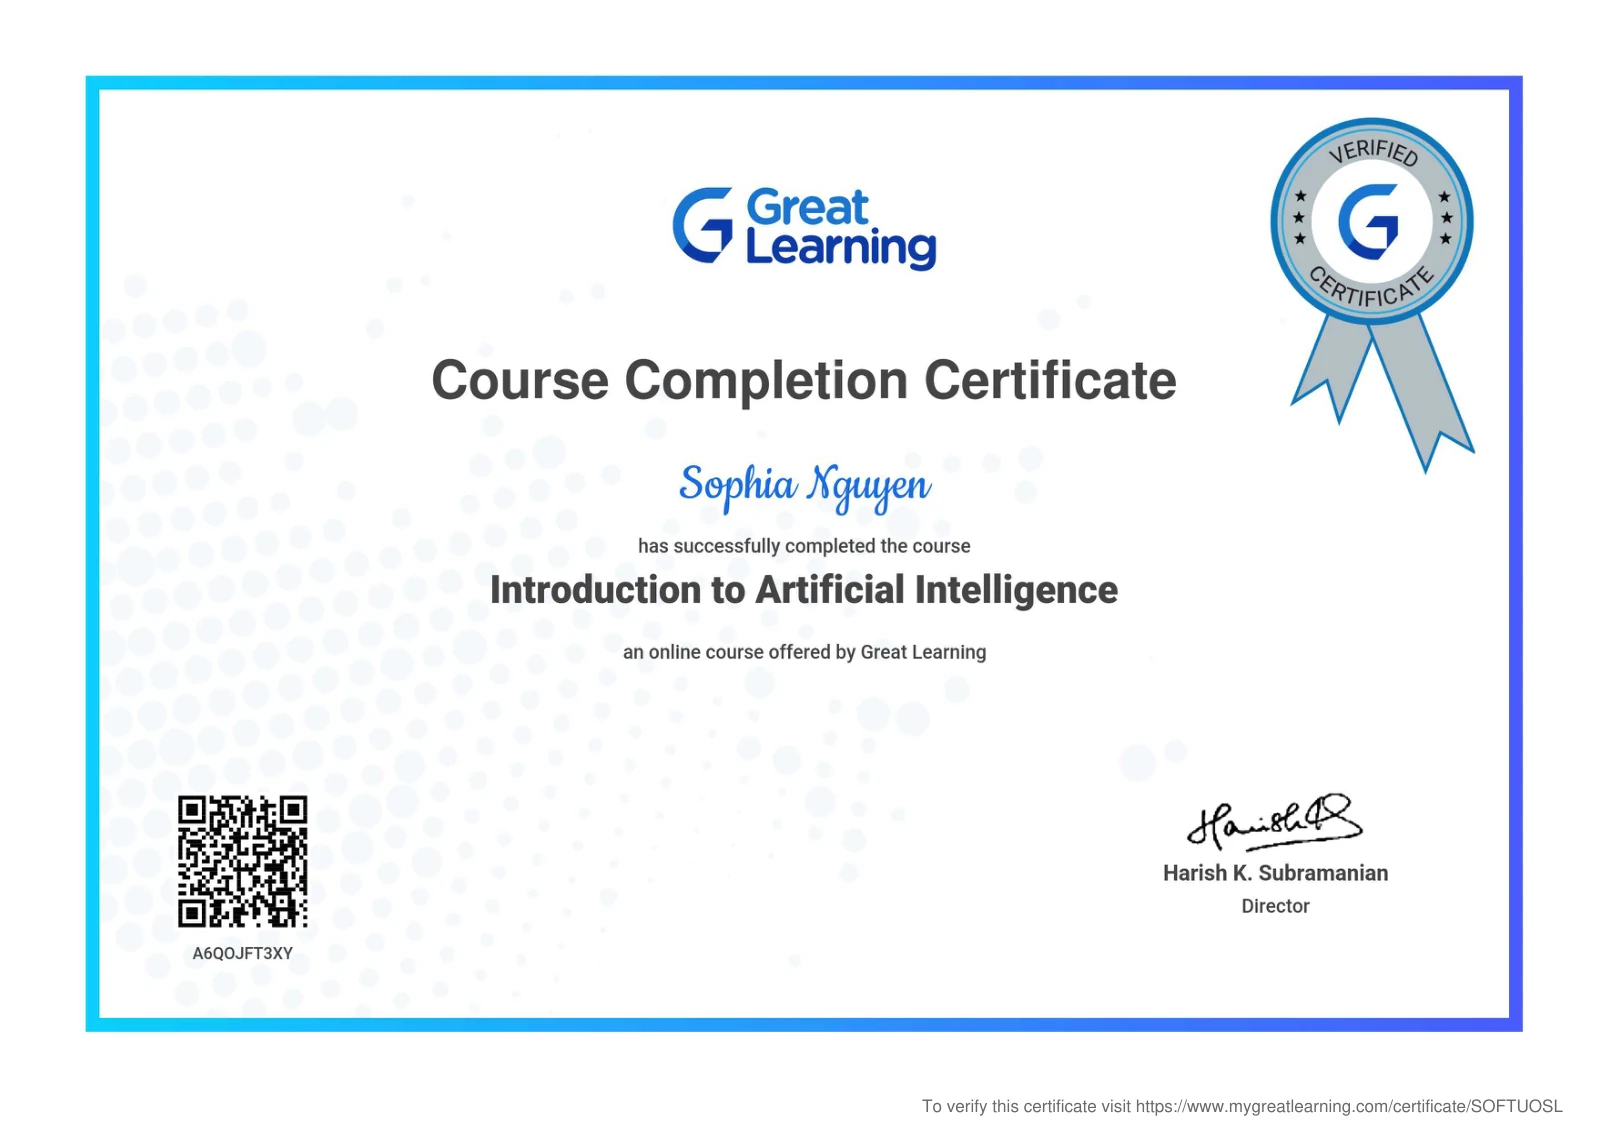 VERIFIED
CERTIFICATE
Great
Learning
Course Completion Certificate
Sophia Nguyen
has successfully completed the course
Introduction to Artificial Intelligence
an online course offered by Great Learning
Harish K. Subramanian
Director
A6QOJFT3XY
To verify this certificate visit https://www.mygreatlearning.com/certificate/SOFTUOSL